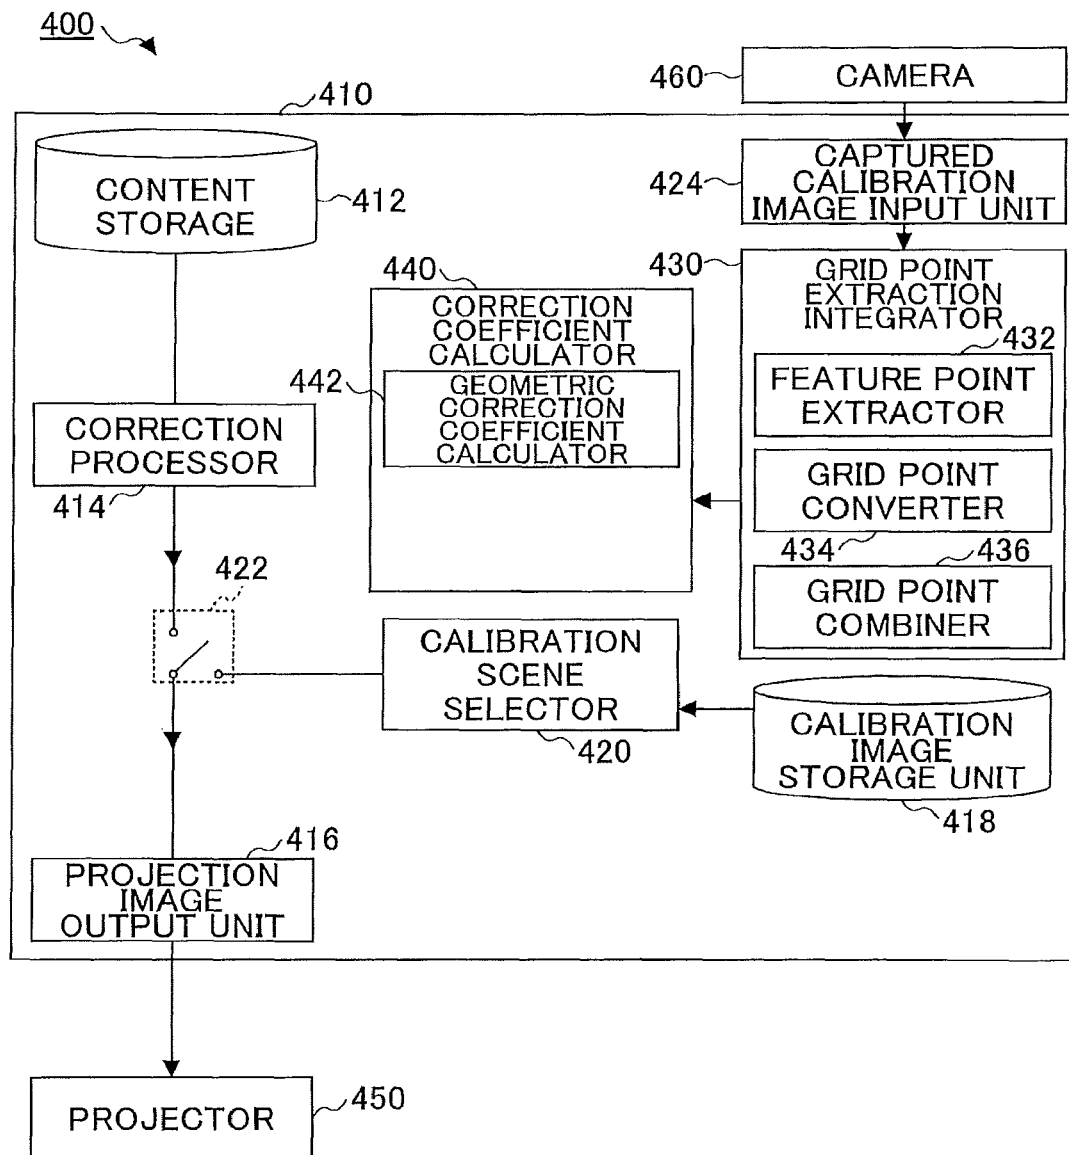 400
460
CAMERA
410
CONTENT
STORAGE
412
424
CAPTURED
CALIBRATION
IMAGE INPUT UNIT
430
GRID POINT
EXTRACTION
INTEGRATOR
440
CORRECTION
COEFFICIENT
CALCULATOR
432
FEATURE POINT
EXTRACTOR
442
GEOMETRIC
CORRECTION
COEFFICIENT
CALCULATOR
CORRECTION
PROCESSOR
414
GRID POINT
CONVERTER
434
436
GRID POINT
COMBINER
422
CALIBRATION
SCENE
SELECTOR
420
CALIBRATION
IMAGE
STORAGE UNIT
418
416
PROJECTION
IMAGE
OUTPUT UNIT
PROJECTOR
450